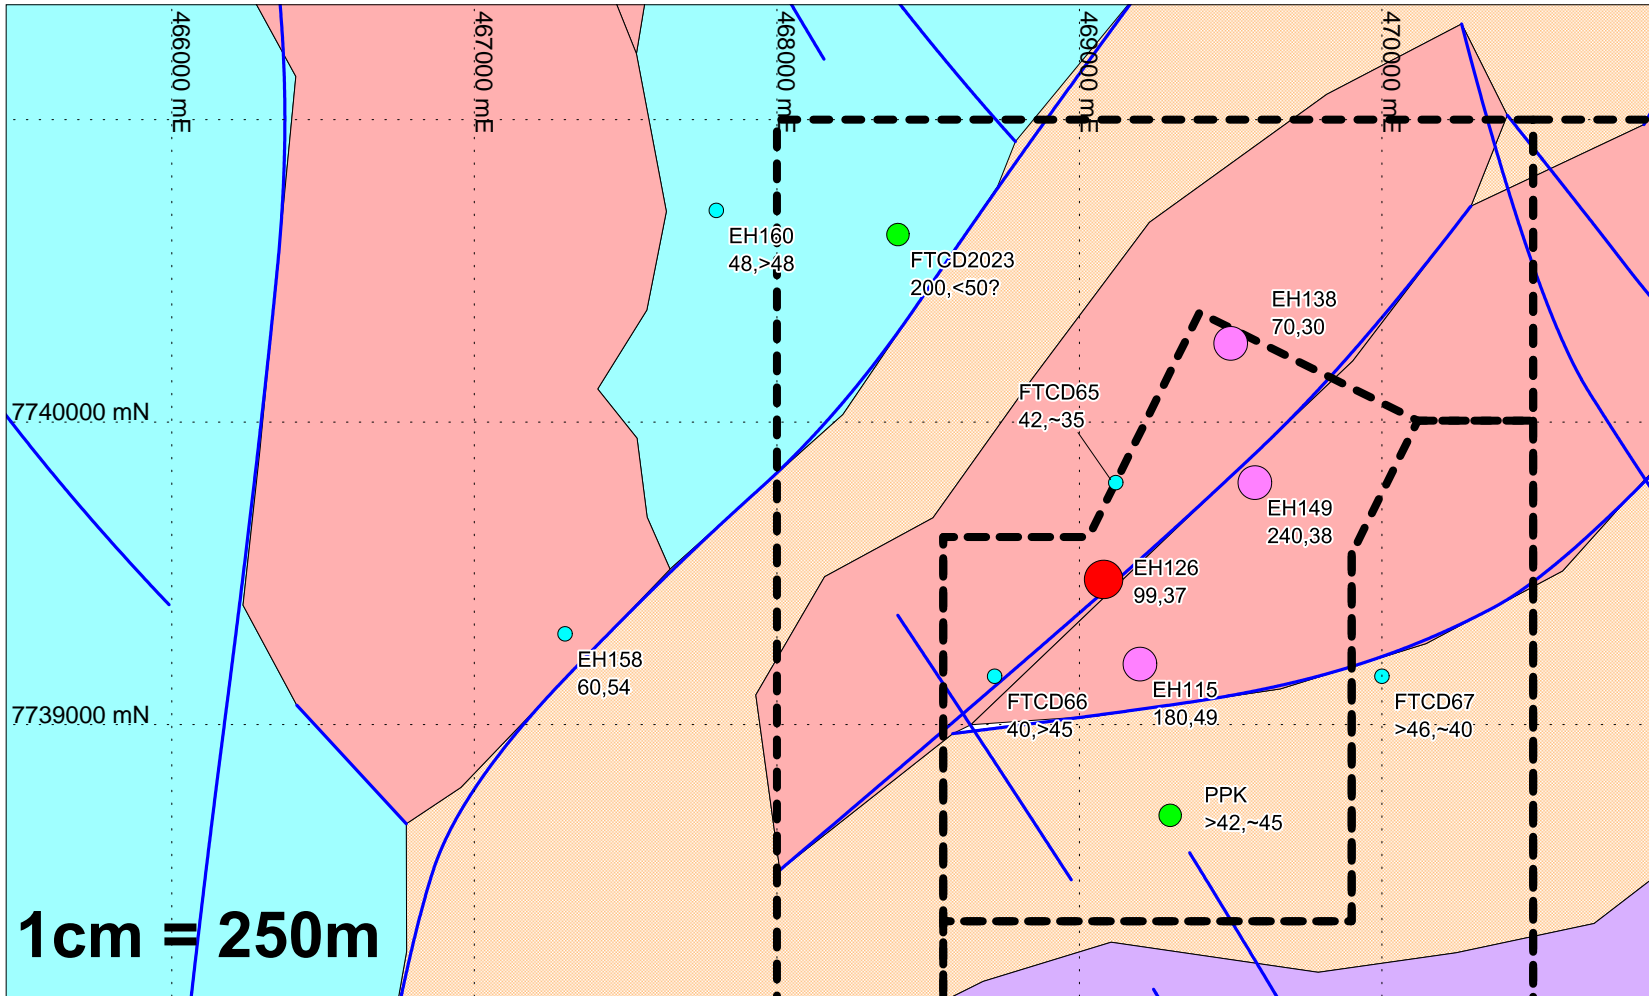 466000 mE
467000 mE
468000 mE
469000 mE
470000 mE
EH160
48,>48
FTCD2023
200,<50?
EH138
70,30
FTCD65
42,~35
7740000 mN
EH149
240,38
EH126
99,37
EH158
60,54
EH115
180,49
FTCD66
40,>45
FTCD67
>46,~40
7739000 mN
PPK
>42,~45
1cm = 250m